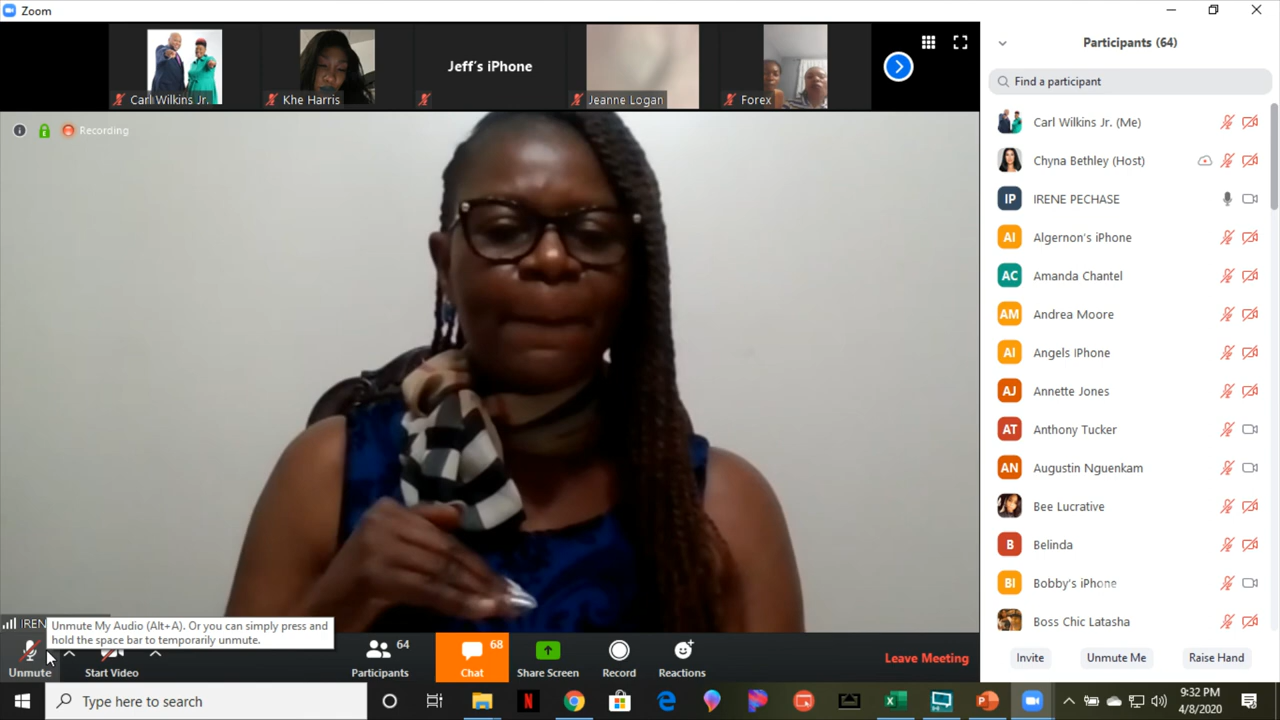 Zoom
Carl Wilkins Jr.
Khe Harris
Jeff's iPhone
Jeanne Logan
Forex
Recording
IREN
Unmute My Audio (Alt+A). Or you can simply press and
hold the space bar to temporarily unmute.
Unmute
Start Video
64
Participants
68
Chat
Share Screen
Record
Reactions
Leave Meeting
Participants (64)
Find a participant
Carl Wilkins Jr. (Me)
Chyna Bethley (Host)
IP IRENE PECHASE
AI Algernon's iPhone
AC Amanda Chantel
AM Andrea Moore
AI Angels IPhone
AJ Annette Jones
AT Anthony Tucker
AN Augustin Nguenkam
Bee Lucrative
B Belinda
BI Bobby's iPhone
Boss Chic Latasha
Invite
Unmute Me
Raise Hand
Type here to search
9:32 PM
4/8/2020